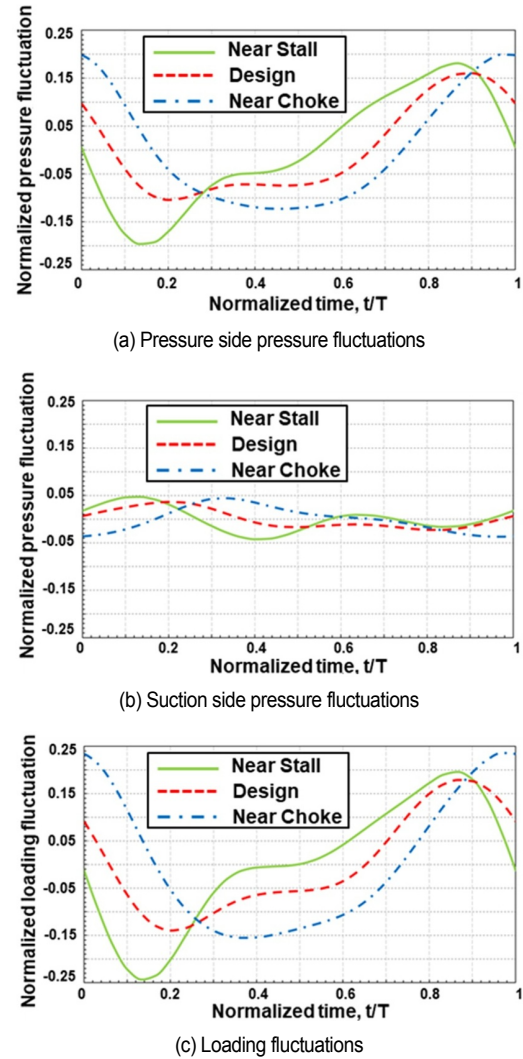 Normalized pressure fluctuation
0.25
0.15
0.05
-0.05
-0.15
-0.25
Near Stall
Design
Near Choke
0
0.2
0.4
0.6
0.8
1
Normalized time, t/T
(a) Pressure side pressure fluctuations
Normalized pressure fluctuation
0.25
0.15
0.05
-0.05
-0.15
-0.25
Near Stall
Design
Near Choke
0
0.2
0.4
0.6
0.8
1
Normalized time, t/T
(b) Suction side pressure fluctuations
Normalized loading fluctuation
0.25
0.15
0.05
-0.05
-0.15
-0.25
Near Stall
Design
Near Choke
0
0.2
0.4
0.6
0.8
1
Normalized time, t/T
(c) Loading fluctuations